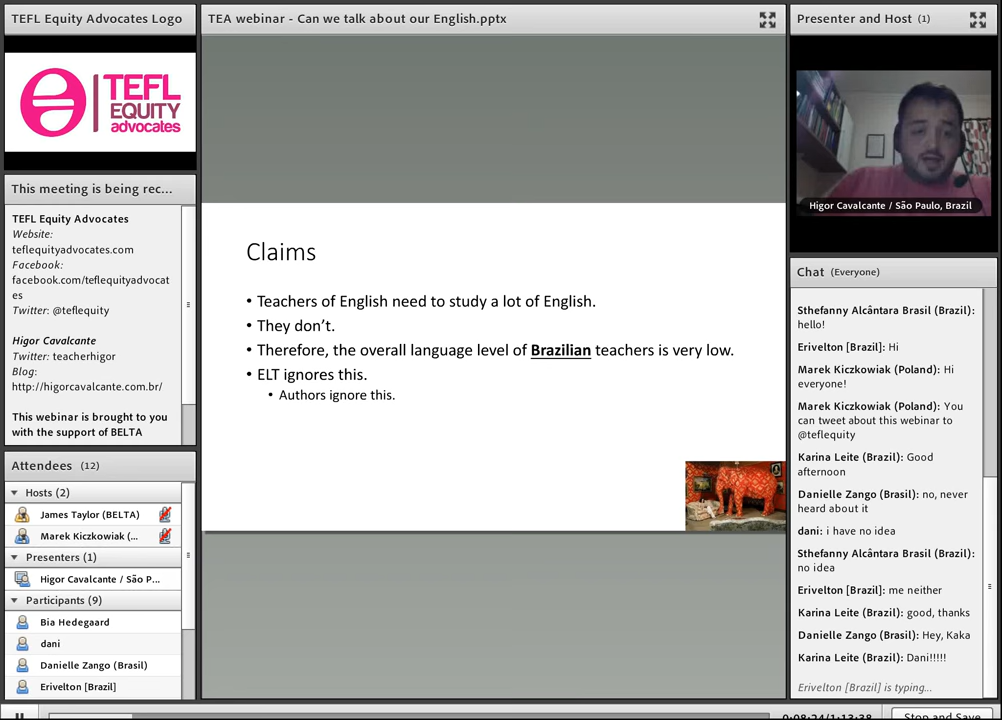 TEFL Equity Advocates Logo
TEFL
EQUITY
advocates
This meeting is being rec...
TEFL Equity Advocates
Website:
teflequityadvocates.com
Facebook:
facebook.com/teflequityadvocat
es
Twitter: @teflequity
Higor Cavalcante
Twitter: teacherhigor
Blog:
http://higorcavalcante.com.br/
This webinar is brought to you
with the support of BELTA
Attendees (12)
Hosts (2)
James Taylor (BELTA)
Marek Kiczkowiak (...
Presenters (1)
Higor Cavalcante / São P...
Participants (9)
Bia Hedegaard
dani
Danielle Zango (Brasil)
Erivelton [Brazil]
TEA webinar - Can we talk about our English.pptx
Claims
• Teachers of English need to study a lot of English.
• They don't.
• Therefore, the overall language level of Brazilian teachers is very low.
• ELT ignores this.
• Authors ignore this.
Presenter and Host (1)
Higor Cavalcante / São Paulo, Brazil
Chat (Everyone)
Sthefanny Alcântara Brasil (Brazil):
hello!
Erivelton [Brazil]: Hi
Marek Kiczkowiak (Poland): Hi
everyone!
Marek Kiczkowiak (Poland): You
can tweet about this webinar to
@teflequity
Karina Leite (Brazil): Good
afternoon
Danielle Zango (Brasil): no, never
heard about it
dani: i have no idea
Sthefanny Alcântara Brasil (Brazil):
no idea
Erivelton [Brazil]: me neither
Karina Leite (Brazil): good, thanks
Danielle Zango (Brasil): Hey, Kaka
Karina Leite (Brazil): Dani!!!!!
Erivelton [Brazil] is typing...
0:08:24/1:13:38
Stop and Save